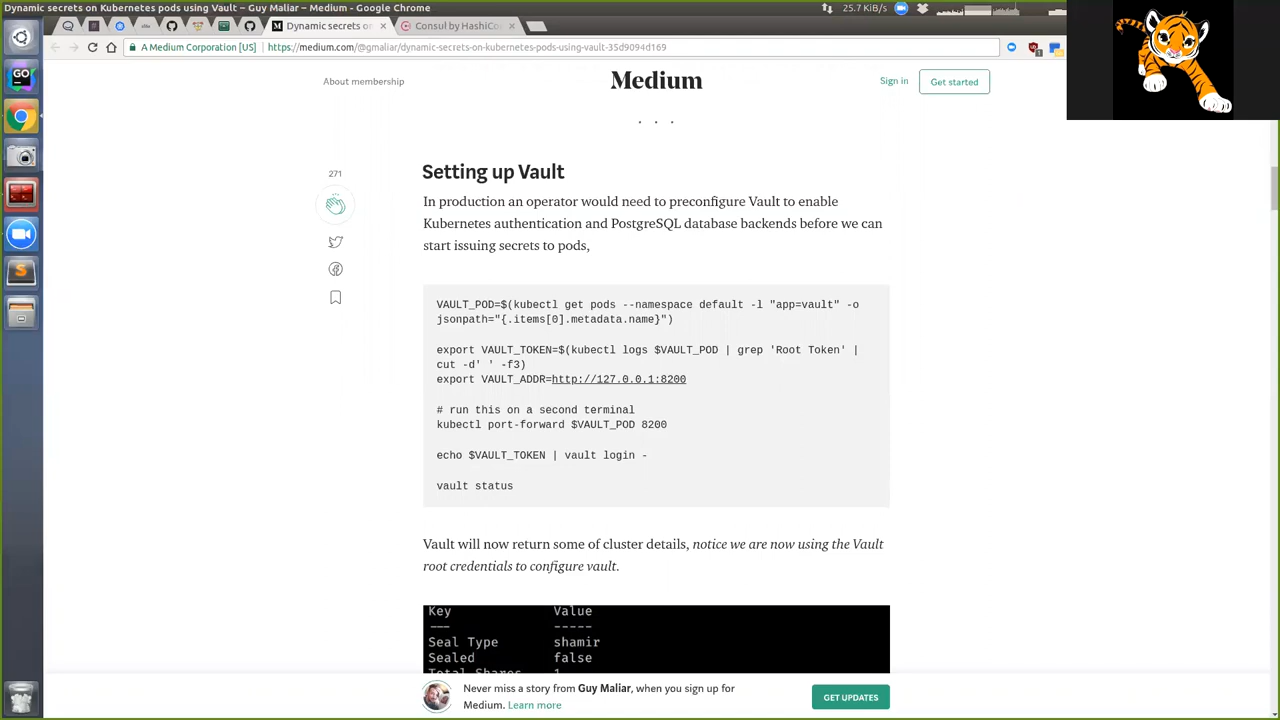 Dynamic secrets on Kubernetes pods using Vault – Guy Maliar – Medium - Google Chrome
25.7 KiB/s
Dynamic secrets on
Consul by HashiCo
A Medium Corporation [US]
https://medium.com/@gmaliar/dynamic-secrets-on-kubernetes-pods-using-vault-35d9094d169
About membership
Medium
Sign in
Get started
. . .
Setting up Vault
271
In production an operator would need to preconfigure Vault to enable
Kubernetes authentication and PostgreSQL database backends before we can
start issuing secrets to pods,
VAULT_POD=$(kubectl get pods --namespace default -l "app=vault" -o
jsonpath="{.items[0].metadata.name}")
export VAULT_TOKEN=$(kubectl logs $VAULT_POD | grep 'Root Token' |
cut -d' ' -f3)
export VAULT_ADDR=http://127.0.0.1:8200
# run this on a second terminal
kubectl port-forward $VAULT_POD 8200
echo $VAULT_TOKEN | vault login -
vault status
Vault will now return some of cluster details, notice we are now using the Vault
root credentials to configure vault.
Key Value
--- -----
Seal Type shamir
Sealed false
Total Shares 1
Never miss a story from Guy Maliar, when you sign up for
Medium. Learn more
GET UPDATES
GO
S